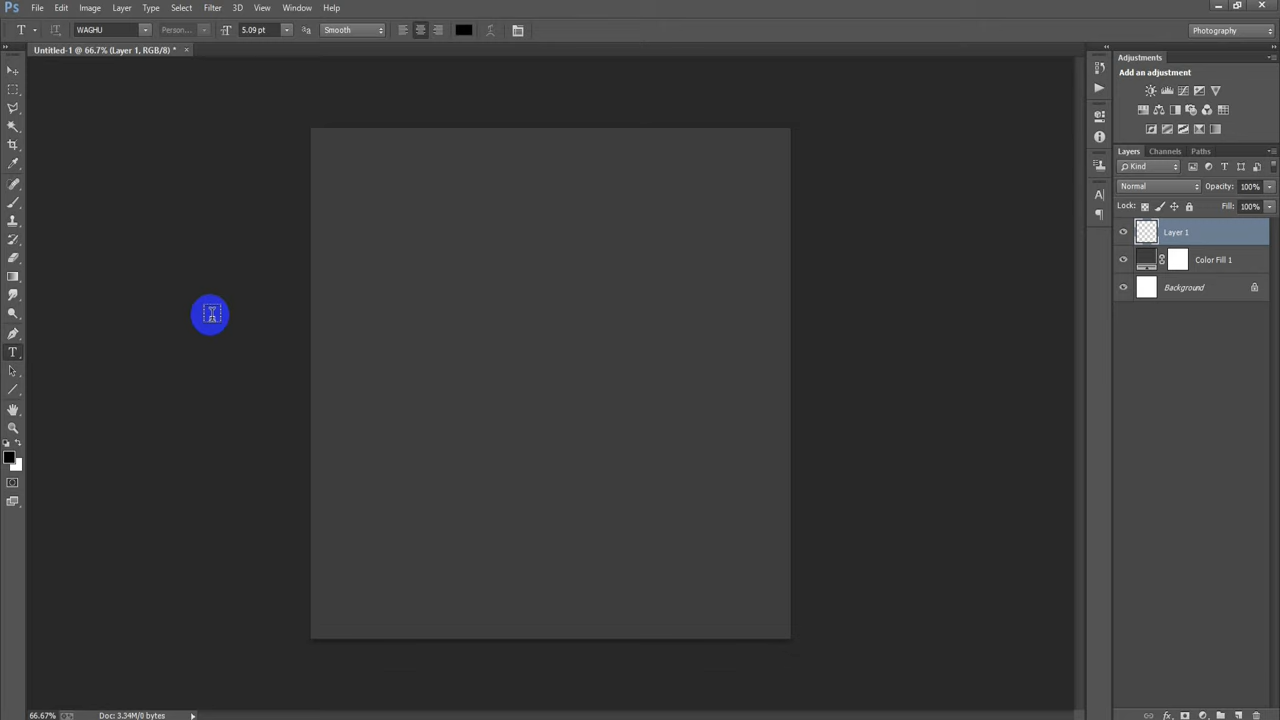 Ps File Edit Image Layer Type Select Filter 3D View Window Help
T WAGHU Person... T 5.09 pt aa Smooth Photography
Untitled-1 @ 66.7% (Layer 1, RGB/8) * ×
Adjustments
Add an adjustment
Layers Channels Paths
Kind T
Normal Opacity: 100%
Lock: Fill: 100%
Layer 1
Color Fill 1
Background
T
A
66.67% Doc: 3.34M/0 bytes
fx